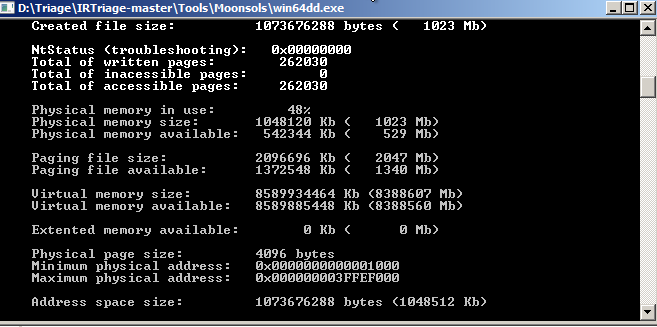 D:\Triage\IRTriage-master\Tools\Moonsols\win64dd.exe
Created file size: 1073676288 bytes ( 1023 Mb)
NtStatus (troubleshooting): 0x00000000
Total of written pages: 262030
Total of inacessible pages: 0
Total of accessible pages: 262030
Physical memory in use: 48%
Physical memory size: 1048120 Kb ( 1023 Mb)
Physical memory available: 542344 Kb ( 529 Mb)
Paging file size: 2096696 Kb ( 2047 Mb)
Paging file available: 1372548 Kb ( 1340 Mb)
Virtual memory size: 8589934464 Kb (8388607 Mb)
Virtual memory available: 8589885448 Kb (8388560 Mb)
Extented memory available: 0 Kb ( 0 Mb)
Physical page size: 4096 bytes
Minimum physical address: 0x0000000000001000
Maximum physical address: 0x000000003FFEF000
Address space size: 1073676288 bytes (1048512 Kb)